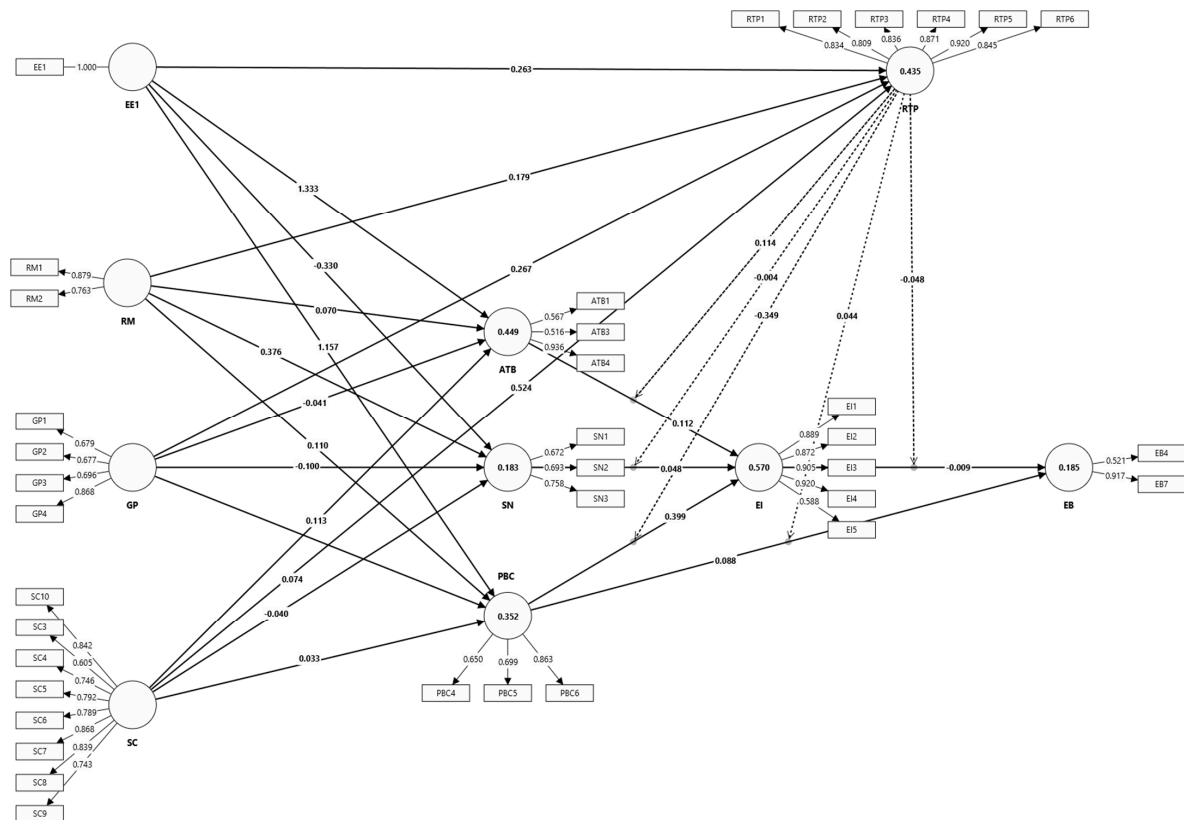 RTP1 RTP2 RTP3 RTP4 RTP5 RTP6
0.834 0.809 0.836 0.871 0.920 0.845
EE1 1.000
EE1
0.263
0.435
RTP
1.333
0.179
RM1 0.879
RM2 0.763
RM
-0.330
0.267
0.114
-0.004
-0.048
0.070
1.157
0.376
0.449
ATB
0.567 ATB1
0.516 ATB3
0.936 ATB4
-0.349
0.044
-0.041
0.524
GP1 0.679
GP2 0.677
GP3 0.696
GP4 0.868
GP
0.110
-0.100
0.183
SN
0.672 SN1
0.693 SN2
0.758 SN3
0.112
0.048
0.570
EI
0.889 EI1
0.872 EI2
0.905 EI3
0.920 EI4
0.588 EI5
-0.009
0.185
EB
0.521 EB4
0.917 EB7
0.113
0.399
0.074
0.088
PBC
0.352
-0.040
0.033
0.650 0.699 0.863
PBC4 PBC5 PBC6
SC10 0.842
SC3 0.605
SC4 0.746
SC5 0.792
SC6 0.789
SC7 0.868
SC8 0.839
SC9 0.743
SC